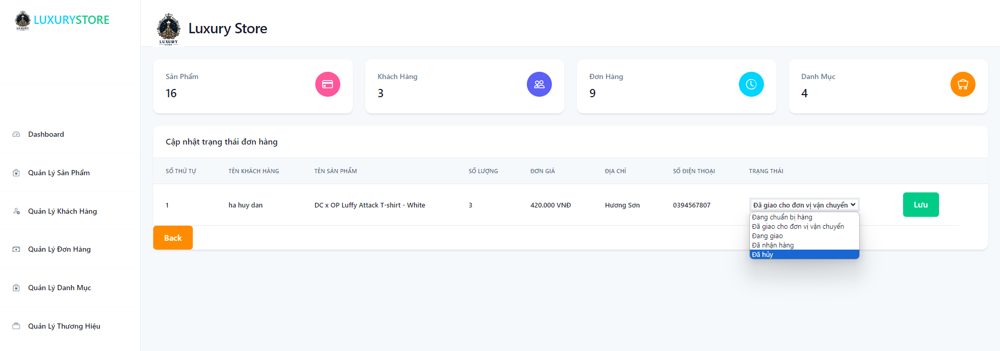 LUXURY
STORE
LUXURYSTORE
LUXURY
STORE
Luxury Store
Sản Phẩm
16
Khách Hàng
3
Đơn Hàng
9
Danh Mục
4
Dashboard
Quản Lý Sản Phẩm
Quản Lý Khách Hàng
Quản Lý Đơn Hàng
Quản Lý Danh Mục
Quản Lý Thương Hiệu
Cập nhật trạng thái đơn hàng
SỐ THỨ TỰ TÊN KHÁCH HÀNG TÊN SẢN PHẨM SỐ LƯỢNG ĐƠN GIÁ ĐỊA CHỈ SỐ ĐIỆN THOẠI TRẠNG THÁI
1 ha huy dan DC x OP Luffy Attack T-shirt - White 3 420.000 VNĐ Hương Sơn 0394567807 Đã giao cho đơn vị vận chuyển Lưu
Đang chuẩn bị hàng
Đã giao cho đơn vị vận chuyển
Đang giao
Đã nhận hàng
Đã hủy
Back